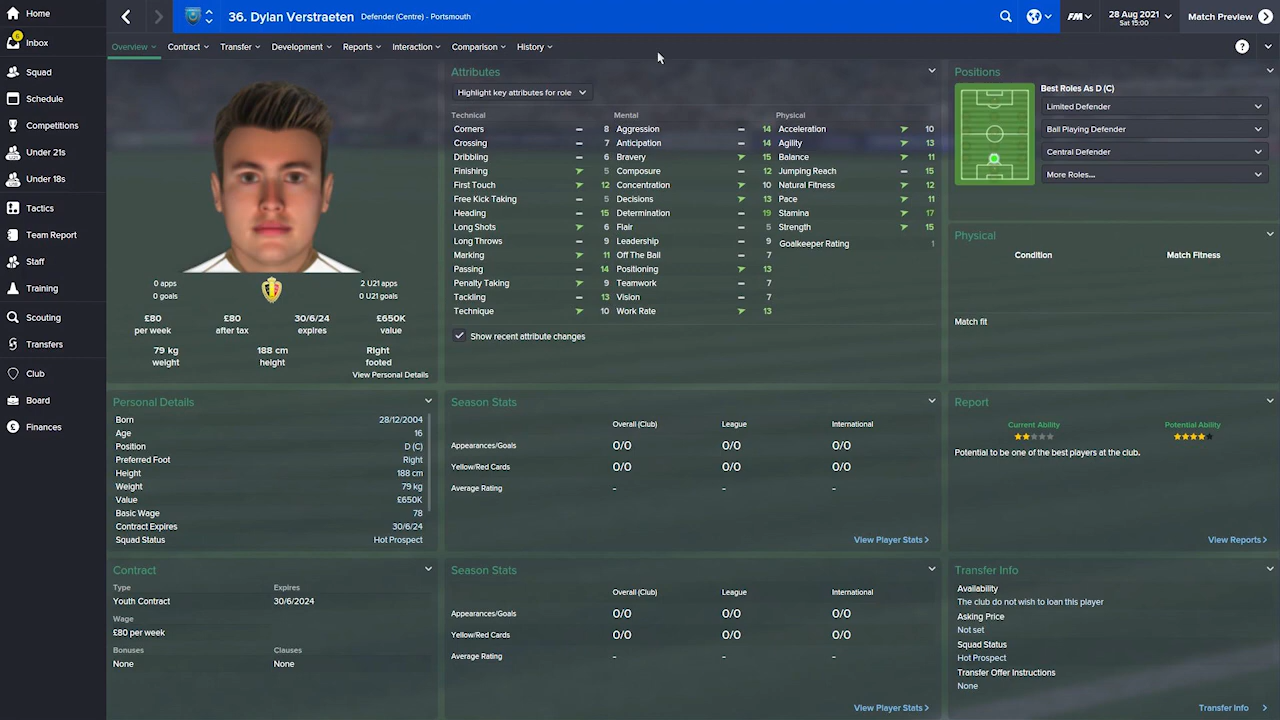 Home
6
Inbox
Squad
Schedule
Competitions
Under 21s
Under 18s
Tactics
Team Report
Staff
Training
Scouting
Transfers
Club
Board
Finances
36. Dylan Verstraeten Defender (Centre) - Portsmouth
FM
28 Aug 2021
Sat 15:00
Match Preview
Overview Contract Transfer Development Reports Interaction Comparison History
?
0 apps
0 goals
2 U21 apps
0 U21 goals
£80 per week
£80 after tax
30/6/24 expires
£650K value
79 kg weight
188 cm height
Right footed
View Personal Details
Attributes
Highlight key attributes for role
Technical
Corners 8
Crossing 7
Dribbling 6
Finishing 5
First Touch 12
Free Kick Taking 5
Heading 15
Long Shots 6
Long Throws 9
Marking 11
Passing 14
Penalty Taking 9
Tackling 13
Technique 10
Mental
Aggression 14
Anticipation 14
Bravery 15
Composure 12
Concentration 10
Decisions 13
Determination 19
Flair 5
Leadership 9
Off The Ball 7
Positioning 13
Teamwork 7
Vision 7
Work Rate 13
Physical
Acceleration 10
Agility 13
Balance 11
Jumping Reach 15
Natural Fitness 12
Pace 11
Stamina 17
Strength 15
Goalkeeper Rating 1
Show recent attribute changes
Positions
Best Roles As D (C)
Limited Defender
Ball Playing Defender
Central Defender
More Roles...
Physical
Condition Match Fitness
Match fit
Personal Details
Born 28/12/2004
Age 16
Position D (C)
Preferred Foot Right
Height 188 cm
Weight 79 kg
Value £650K
Basic Wage 78
Contract Expires 30/6/24
Squad Status Hot Prospect
Season Stats
Overall (Club) League International
Appearances/Goals 0/0 0/0 0/0
Yellow/Red Cards 0/0 0/0 0/0
Average Rating - - -
View Player Stats >
Report
Current Ability Potential Ability
Potential to be one of the best players at the club.
View Reports >
Contract
Type Expires
Youth Contract 30/6/2024
Wage
£80 per week
Bonuses Clauses
None None
Season Stats
Overall (Club) League International
Appearances/Goals 0/0 0/0 0/0
Yellow/Red Cards 0/0 0/0 0/0
Average Rating - - -
View Player Stats >
Transfer Info
Availability
The club do not wish to loan this player
Asking Price
Not set
Squad Status
Hot Prospect
Transfer Offer Instructions
None
Transfer Info >